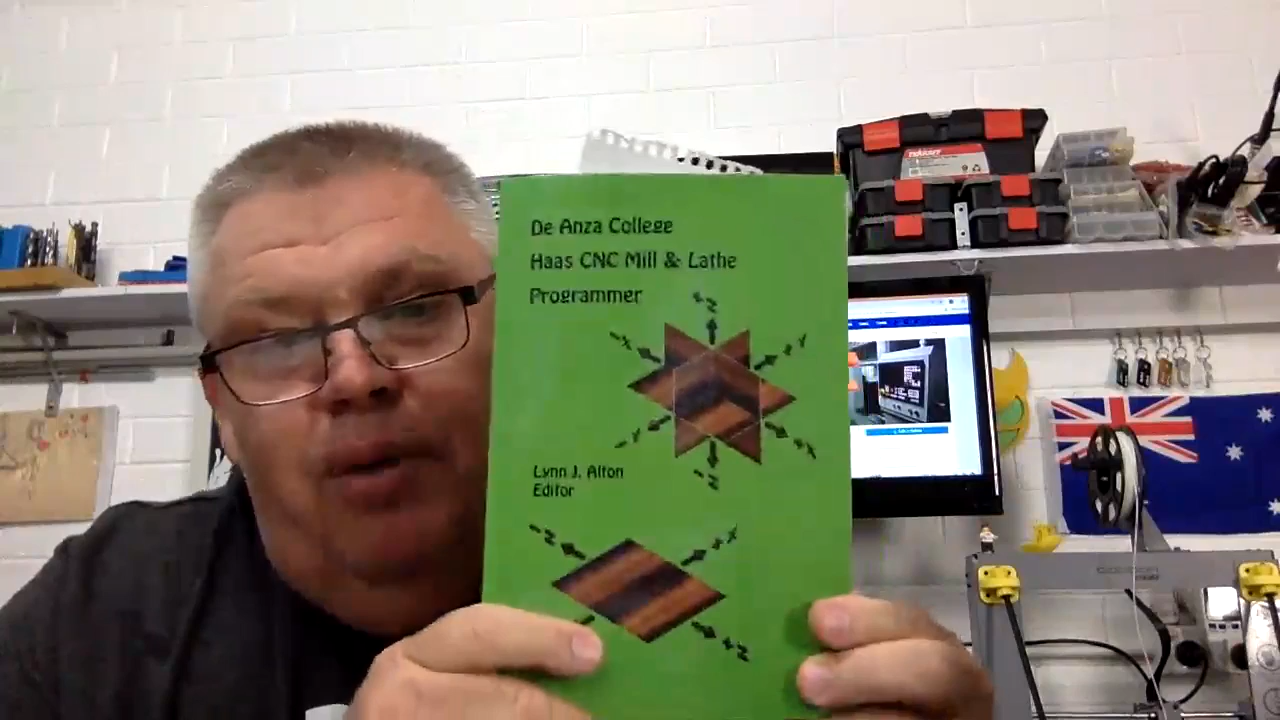 De Anza College
Haas CNC Mill & Lathe
Programmer
+Z
-X
+Y
-Y
+X
-Z
Lynn J. Alton
Editor
-Z
+X
+Z